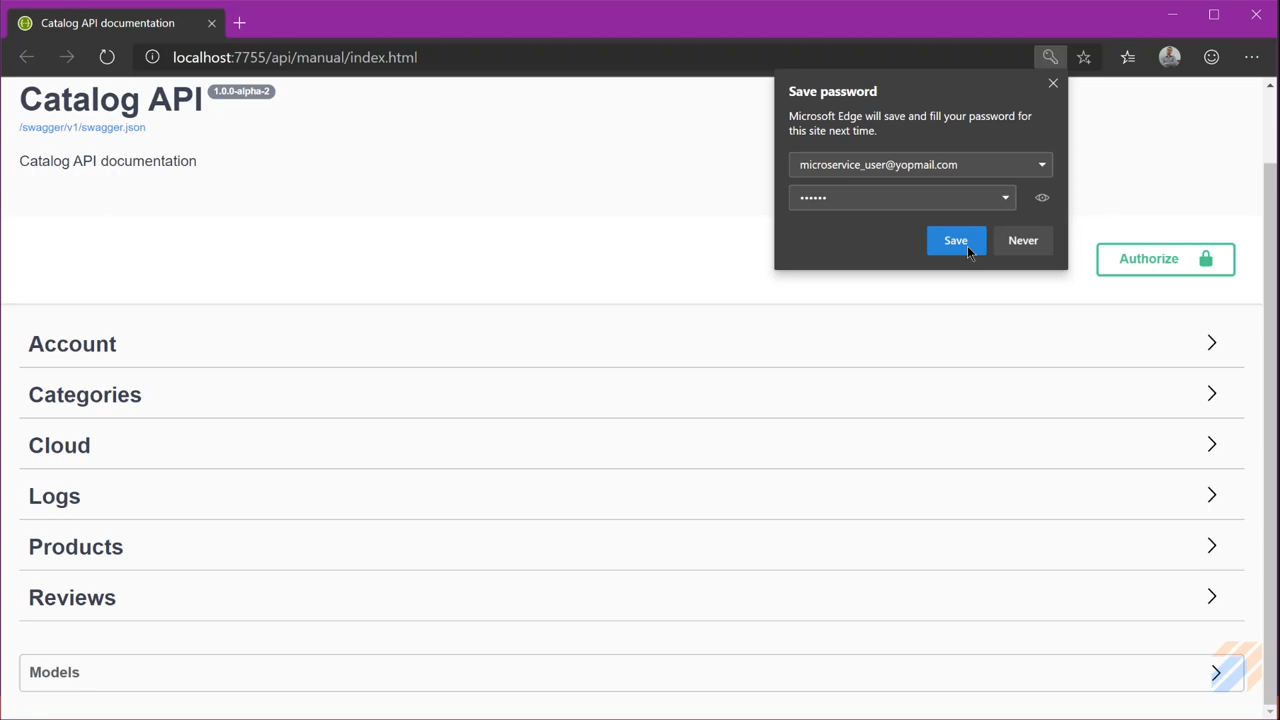 Catalog API documentation
localhost:7755/api/manual/index.html
Catalog API 1.0.0-alpha-2
/swagger/v1/swagger.json
Catalog API documentation
Save password
Microsoft Edge will save and fill your password for
this site next time.
microservice_user@yopmail.com
••••••
Save Never
Authorize
Account
Categories
Cloud
Logs
Products
Reviews
Models